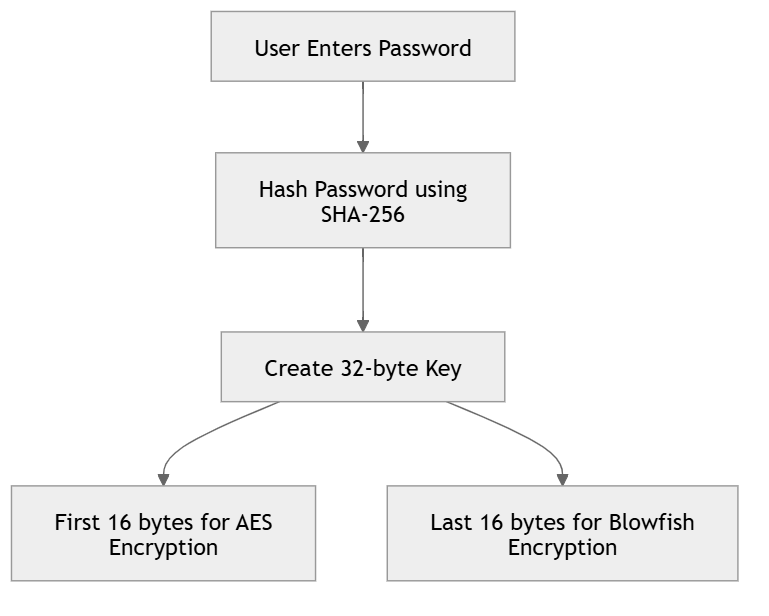 User Enters Password
Hash Password using
SHA-256
Create 32-byte Key
First 16 bytes for AES
Encryption
Last 16 bytes for Blowfish
Encryption